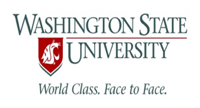 WASHINGTON STATE
UNIVERSITY
World Class. Face to Face.